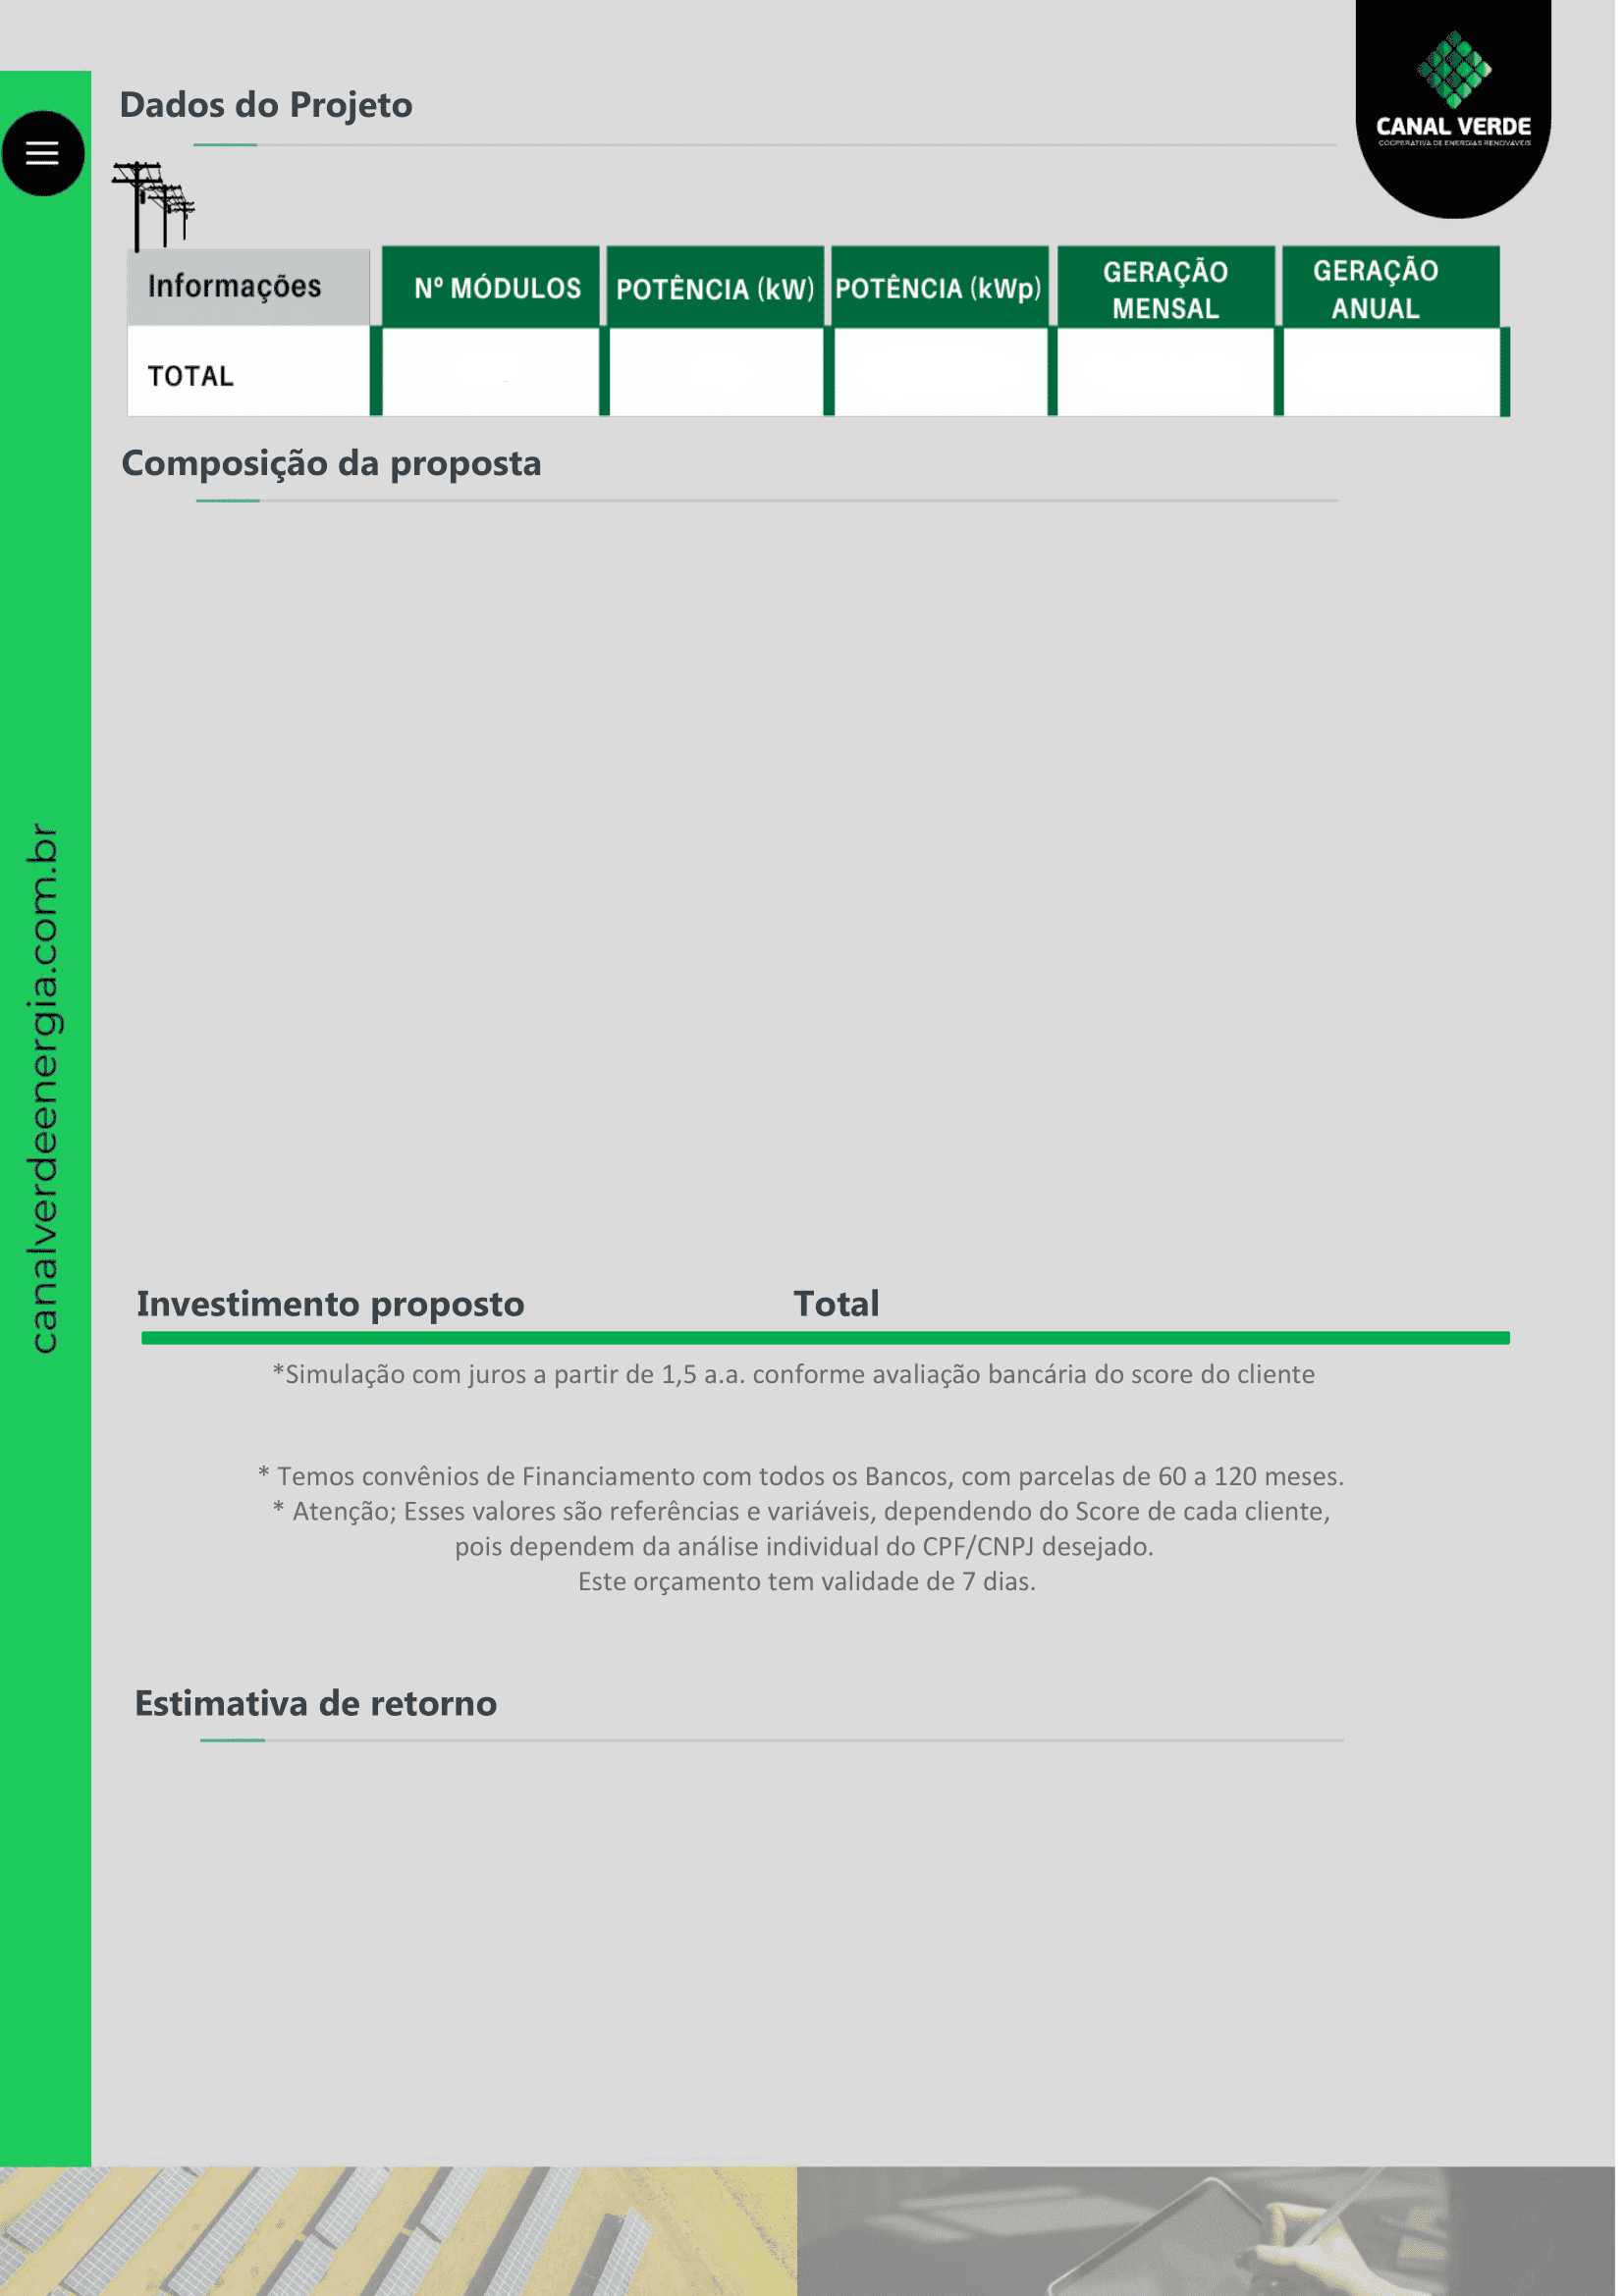 Dados do Projeto
CANAL VERDE
COOPERATIVA DE ENERGIAS RENOVÁVEIS
Informações
Nº MÓDULOS
POTÊNCIA (kW)
POTÊNCIA (kWp)
GERAÇÃO
MENSAL
GERAÇÃO
ANUAL
TOTAL
Composição da proposta
canalverdeenergia.com.br
Investimento proposto
Total
*Simulação com juros a partir de 1,5 a.a. conforme avaliação bancária do score do cliente
* Temos convênios de Financiamento com todos os Bancos, com parcelas de 60 a 120 meses.
* Atenção; Esses valores são referências e variáveis, dependendo do Score de cada cliente,
pois dependem da análise individual do CPF/CNPJ desejado.
Este orçamento tem validade de 7 dias.
Estimativa de retorno